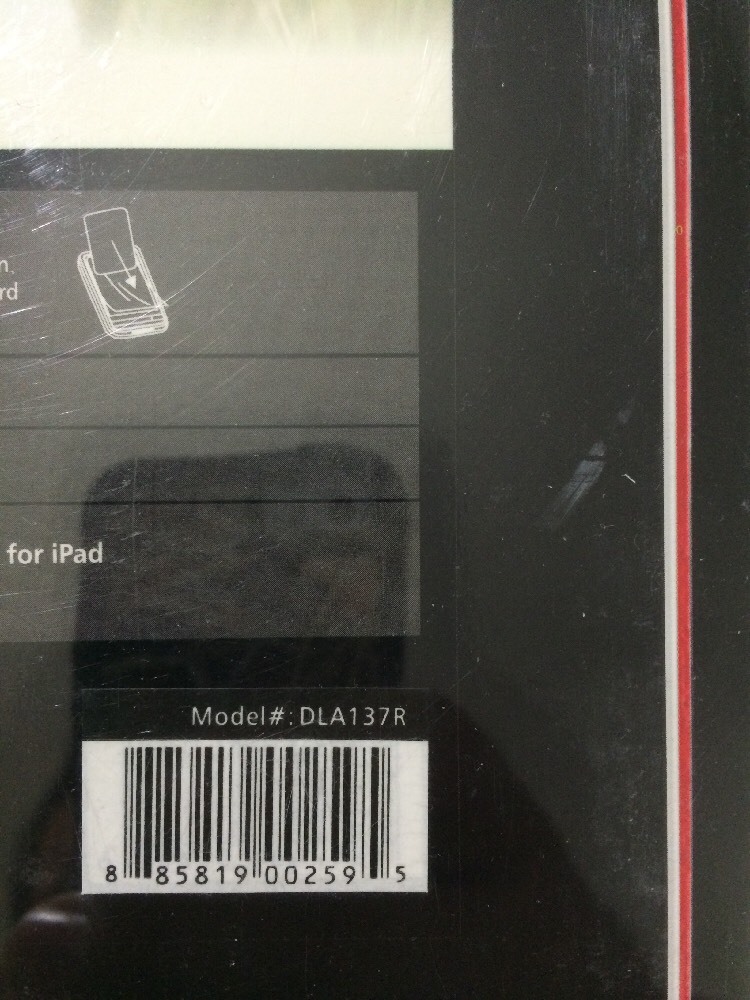 n.
rd
for iPad
Model#: DLA137R
8 85819 00259 5